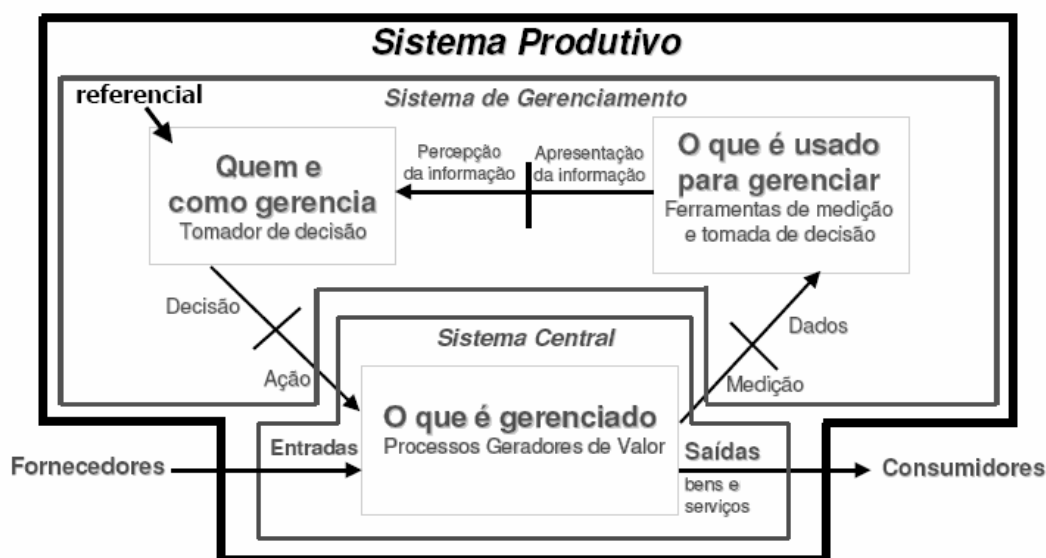 Sistema Produtivo
referencial
Sistema de Gerenciamento
Quem e
como gerencia
Tomador de decisão
Percepção
da informação
Apresentação
da informação
O que é usado
para gerenciar
Ferramentas de medição
e tomada de decisão
Decisão
Ação
Dados
Medição
Sistema Central
O que é gerenciado
Processos Geradores de Valor
Fornecedores
Entradas
Saídas
bens e
serviços
Consumidores